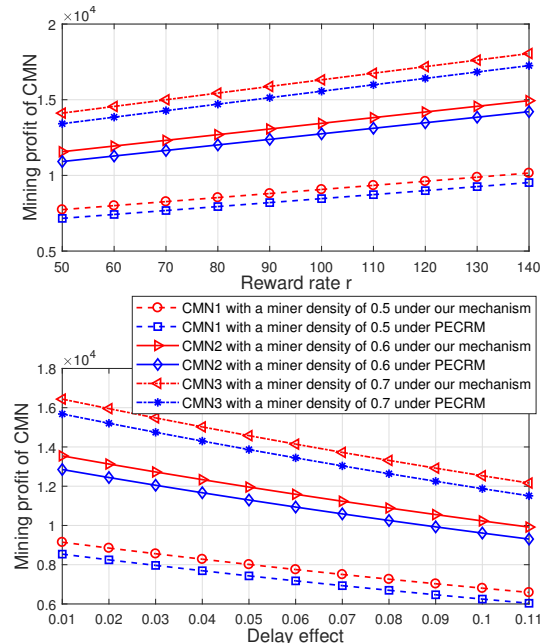 ×10⁴
2
1.5
1
0.5
Mining profit of CMN
50 60 70 80 90 100 110 120 130 140
Reward rate r
CMN1 with a miner density of 0.5 under our mechanism
CMN1 with a miner density of 0.5 under PECRM
CMN2 with a miner density of 0.6 under our mechanism
CMN2 with a miner density of 0.6 under PECRM
CMN3 with a miner density of 0.7 under our mechanism
CMN3 with a miner density of 0.7 under PECRM
×10⁴
1.8
1.6
1.4
1.2
1
0.8
0.6
Mining profit of CMN
0.01 0.02 0.03 0.04 0.05 0.06 0.07 0.08 0.09 0.1 0.11
Delay effect